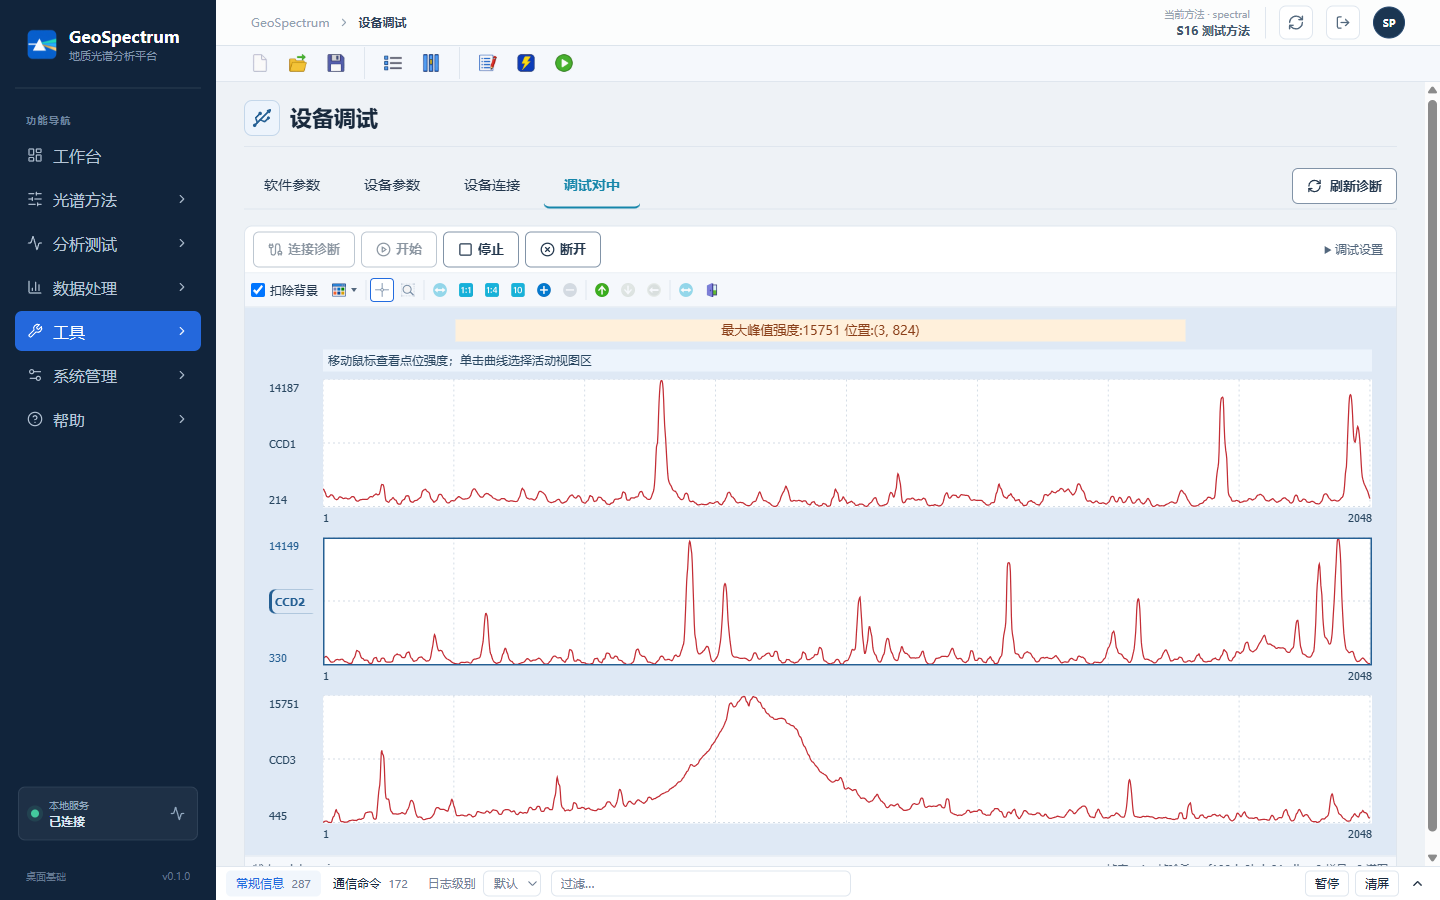 GeoSpectrum
地质光谱分析平台
功能导航
工作台
光谱方法
分析测试
数据处理
工具
系统管理
帮助
本地服务
已连接
桌面基础 v0.1.0
GeoSpectrum > 设备调试
当前方法 · spectral
S16 测试方法
SP
设备调试
软件参数 设备参数 设备连接 调试对中
刷新诊断
连接诊断 开始 停止 断开
调试设置
扣除背景
1:1 1:4 10
最大峰值强度:15751 位置:(3, 824)
移动鼠标查看点位强度；单击曲线选择活动视图区
14187
CCD1
214
1 2048
14149
CCD2
330
1 2048
15751
CCD3
445
1 2048
常规信息 287 通信命令 172 日志级别 默认 过滤...
暂停 清屏